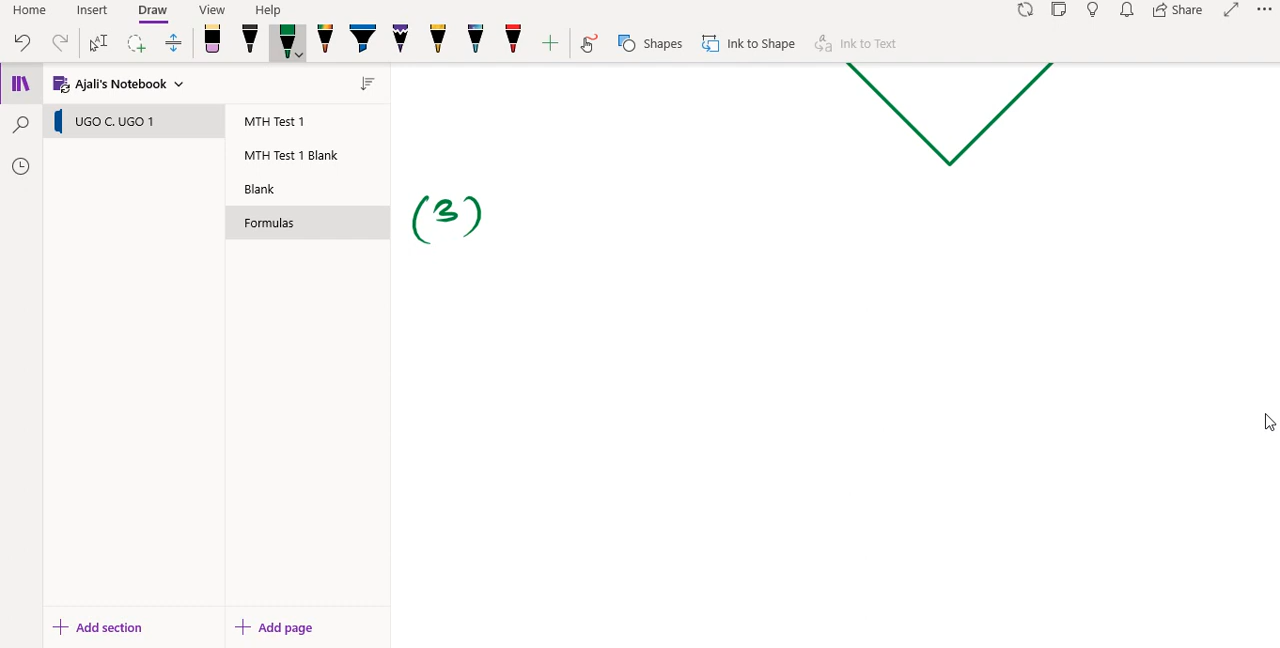 Home Insert Draw View Help Share
Shapes Ink to Shape Ink to Text
Ajali's Notebook
UGO C. UGO 1
MTH Test 1
MTH Test 1 Blank
Blank
Formulas
(3)
Add section
Add page